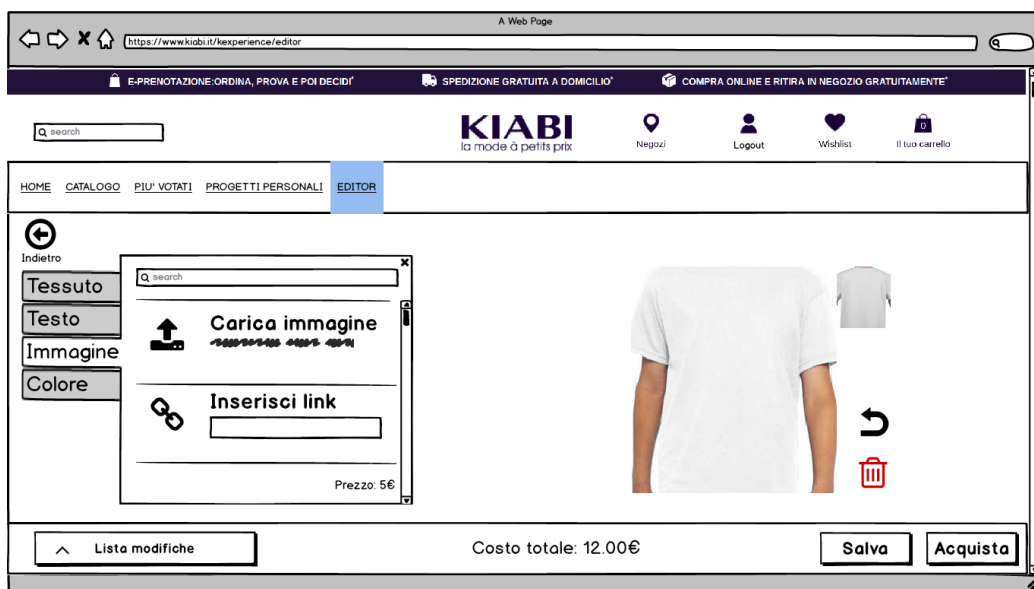 A Web Page
https://www.kiabi.it/kexperience/editor
E-PRENOTAZIONE:ORDINA, PROVA E POI DECIDI*
SPEDIZIONE GRATUITA A DOMICILIO*
COMPRA ONLINE E RITIRA IN NEGOZIO GRATUITAMENTE*
search
KIABI
la mode à petits prix
Negozi
Logout
Wishlist
0
Il tuo carrello
HOME CATALOGO PIU' VOTATI PROGETTI PERSONALI EDITOR
Indietro
Tessuto
Testo
Immagine
Colore
search
Carica immagine
Inserisci link
Prezzo: 5€
Lista modifiche
Costo totale: 12.00€
Salva
Acquista